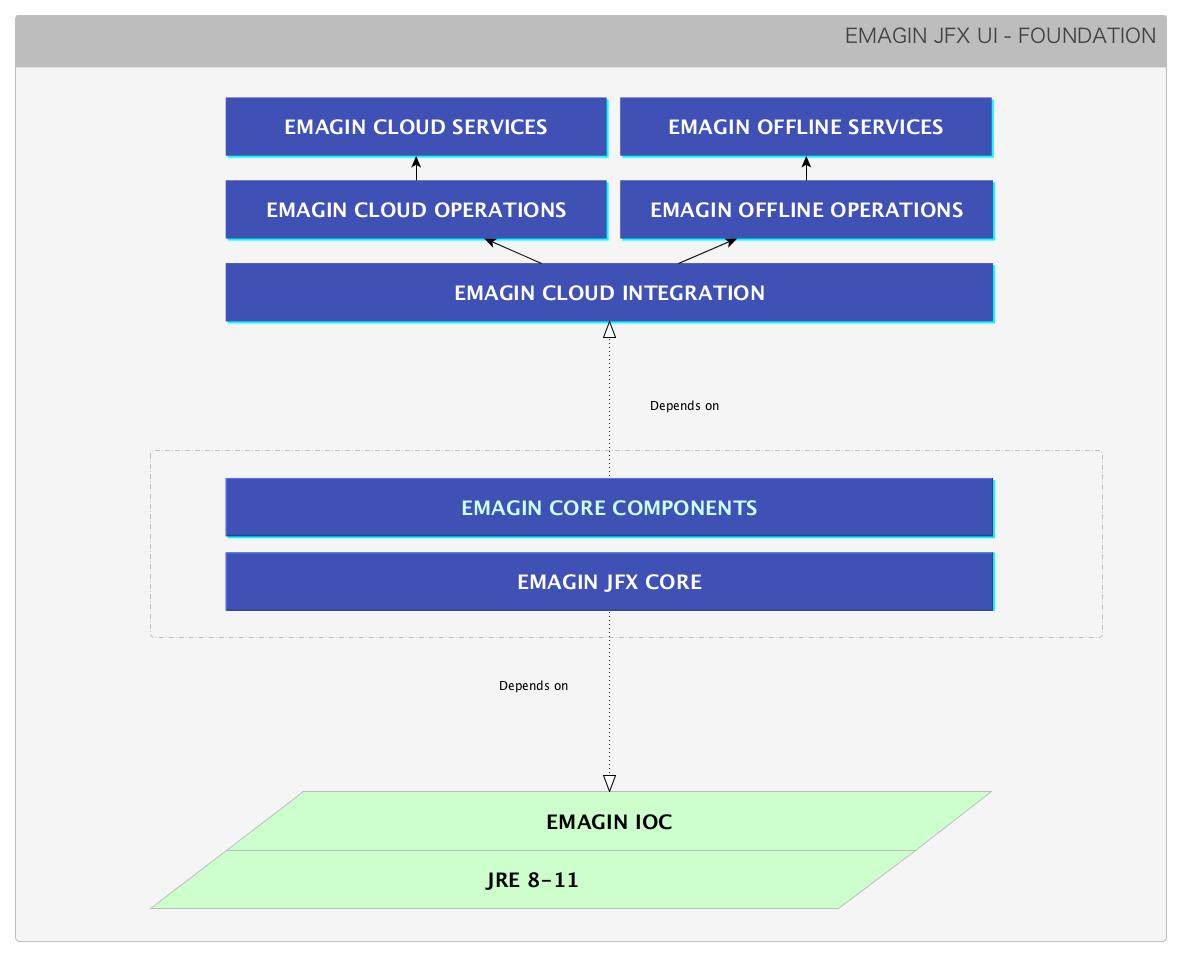 EMAGIN JFX UI - FOUNDATION
EMAGIN CLOUD SERVICES
EMAGIN OFFLINE SERVICES
EMAGIN CLOUD OPERATIONS
EMAGIN OFFLINE OPERATIONS
EMAGIN CLOUD INTEGRATION
Depends on
EMAGIN CORE COMPONENTS
EMAGIN JFX CORE
Depends on
EMAGIN IOC
JRE 8-11